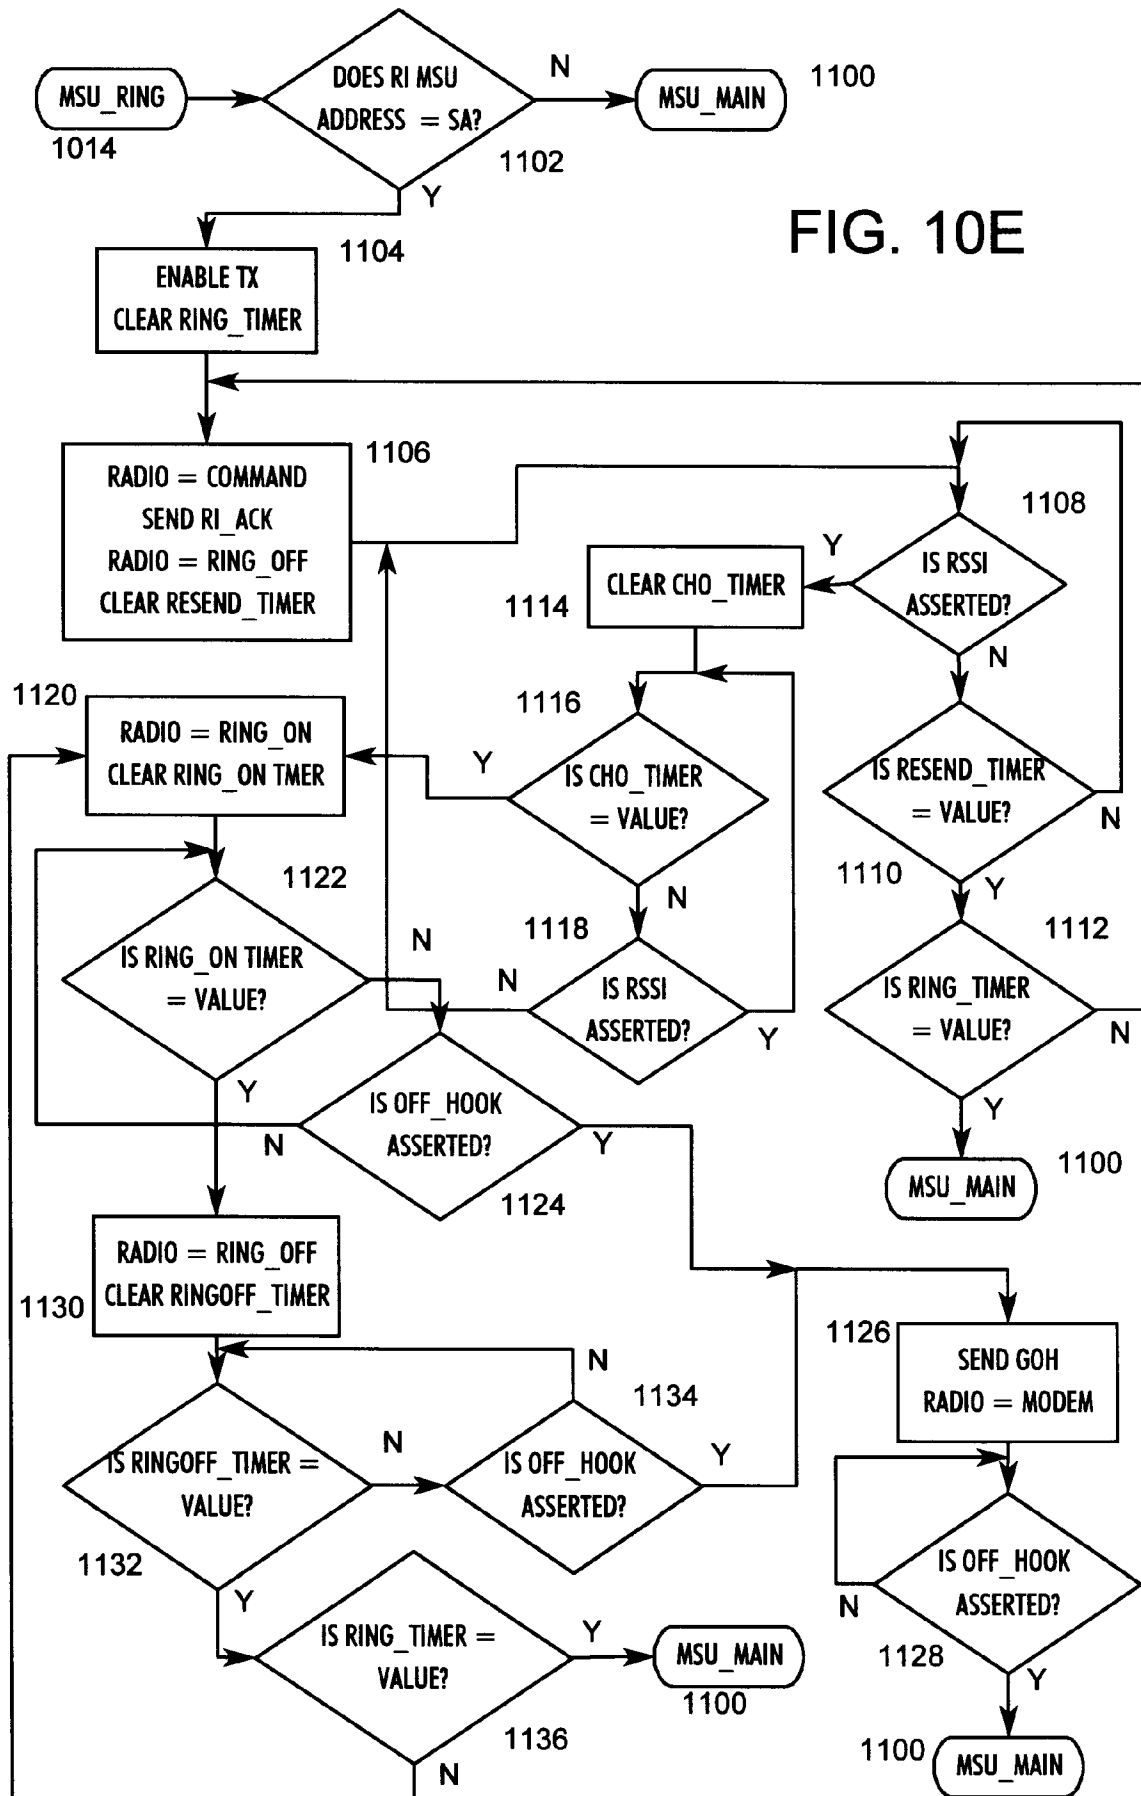 MSU_RING
1014
DOES RI MSU
ADDRESS = SA?
N
1102
Y
MSU_MAIN
1100
FIG. 10E
1104
ENABLE TX
CLEAR RING_TIMER
1106
RADIO = COMMAND
SEND RI_ACK
RADIO = RING_OFF
CLEAR RESEND_TIMER
1108
IS RSSI
ASSERTED?
Y
N
CLEAR CHO_TIMER
1114
1116
IS CHO_TIMER
= VALUE?
Y
N
IS RESEND_TIMER
= VALUE?
N
1110
Y
1120
RADIO = RING_ON
CLEAR RING_ON TMER
1122
IS RING_ON TIMER
= VALUE?
N
Y
1118
IS RSSI
ASSERTED?
N
Y
1112
IS RING_TIMER
= VALUE?
N
Y
MSU_MAIN
1100
IS OFF_HOOK
ASSERTED?
N
Y
1124
RADIO = RING_OFF
CLEAR RINGOFF_TIMER
1130
IS RINGOFF_TIMER =
VALUE?
N
1132
Y
N
1134
IS OFF_HOOK
ASSERTED?
Y
1126
SEND GOH
RADIO = MODEM
IS OFF_HOOK
ASSERTED?
N
1128
Y
1100
MSU_MAIN
IS RING_TIMER =
VALUE?
Y
1136
N
MSU_MAIN
1100